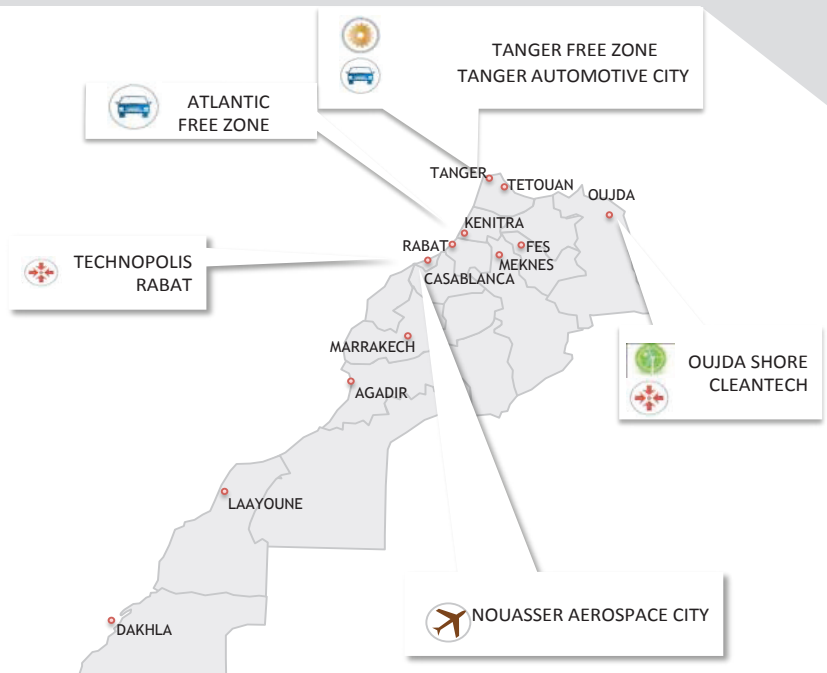 TANGER FREE ZONE
TANGER AUTOMOTIVE CITY
ATLANTIC
FREE ZONE
TANGER
TETOUAN
OUJDA
KENITRA
RABAT
FES
MEKNES
CASABLANCA
TECHNOPOLIS
RABAT
MARRAKECH
OUJDA SHORE
CLEANTECH
AGADIR
LAAYOUNE
NOUASSER AEROSPACE CITY
DAKHLA